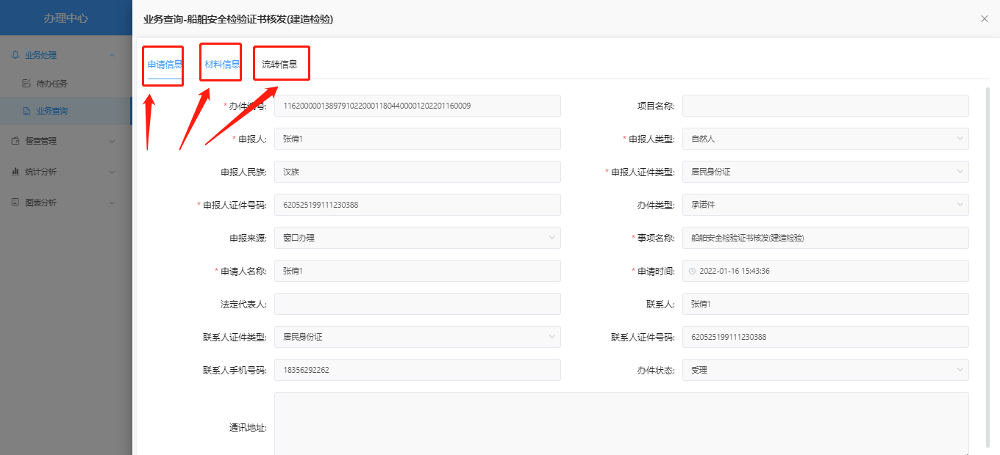 办理中心
业务处理
待办任务
业务查询
督查管理
统计分析
图表分析
业务查询-船舶安全检验证书核发(建造检验)
申请信息 材料信息 流转信息
* 办件编号: 116200000138979102200011804400001202201160009 项目名称:
* 申报人: 张倩1 * 申报人类型: 自然人
申报人民族: 汉族 * 申报人证件类型: 居民身份证
* 申报人证件号码: 620525199111230388 办件类型: 承诺件
申报来源: 窗口办理 * 事项名称: 船舶安全检验证书核发(建造检验)
* 申请人名称: 张倩1 * 申请时间: 2022-01-16 15:43:36
法定代表人: 联系人: 张倩1
联系人证件类型: 居民身份证 联系人证件号码: 620525199111230388
联系人手机号码: 18356292262 办件状态: 受理
通讯地址: